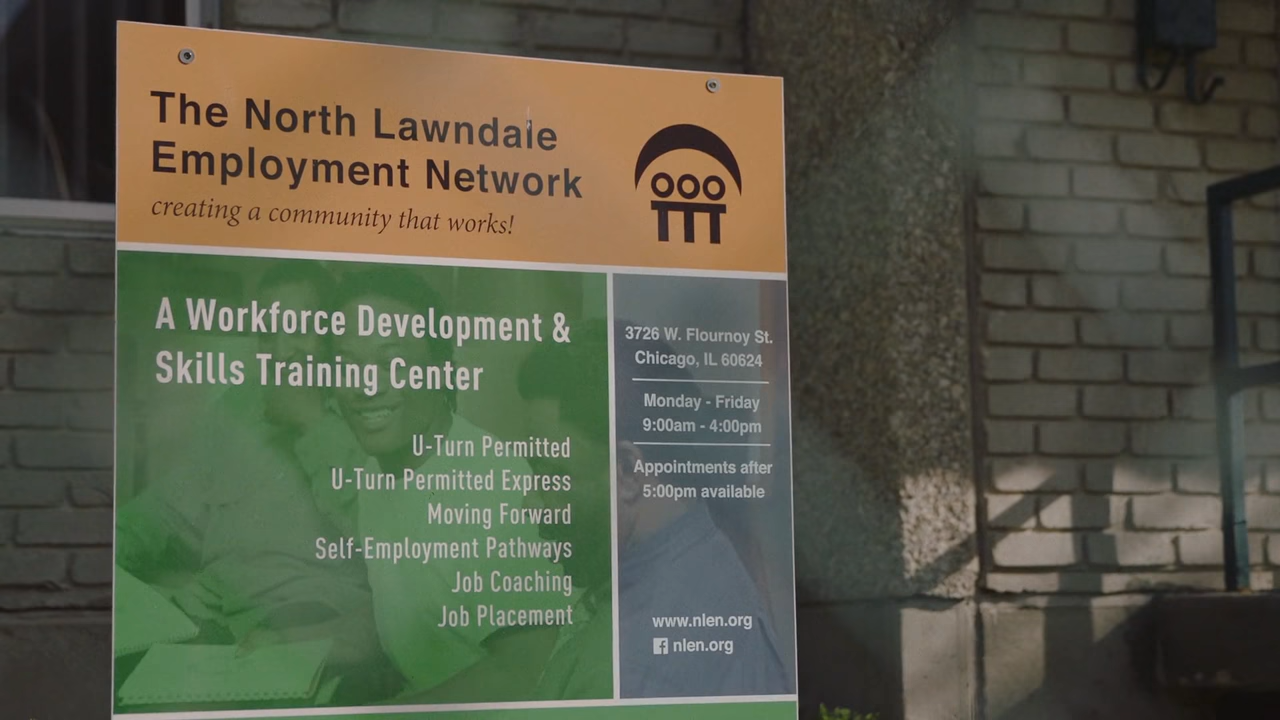 The North Lawndale
Employment Network
creating a community that works!
A Workforce Development &
Skills Training Center
U-Turn Permitted
U-Turn Permitted Express
Moving Forward
Self-Employment Pathways
Job Coaching
Job Placement
3726 W. Flournoy St.
Chicago, IL 60624
Monday - Friday
9:00am - 4:00pm
Appointments after
5:00pm available
www.nlen.org
nlen.org